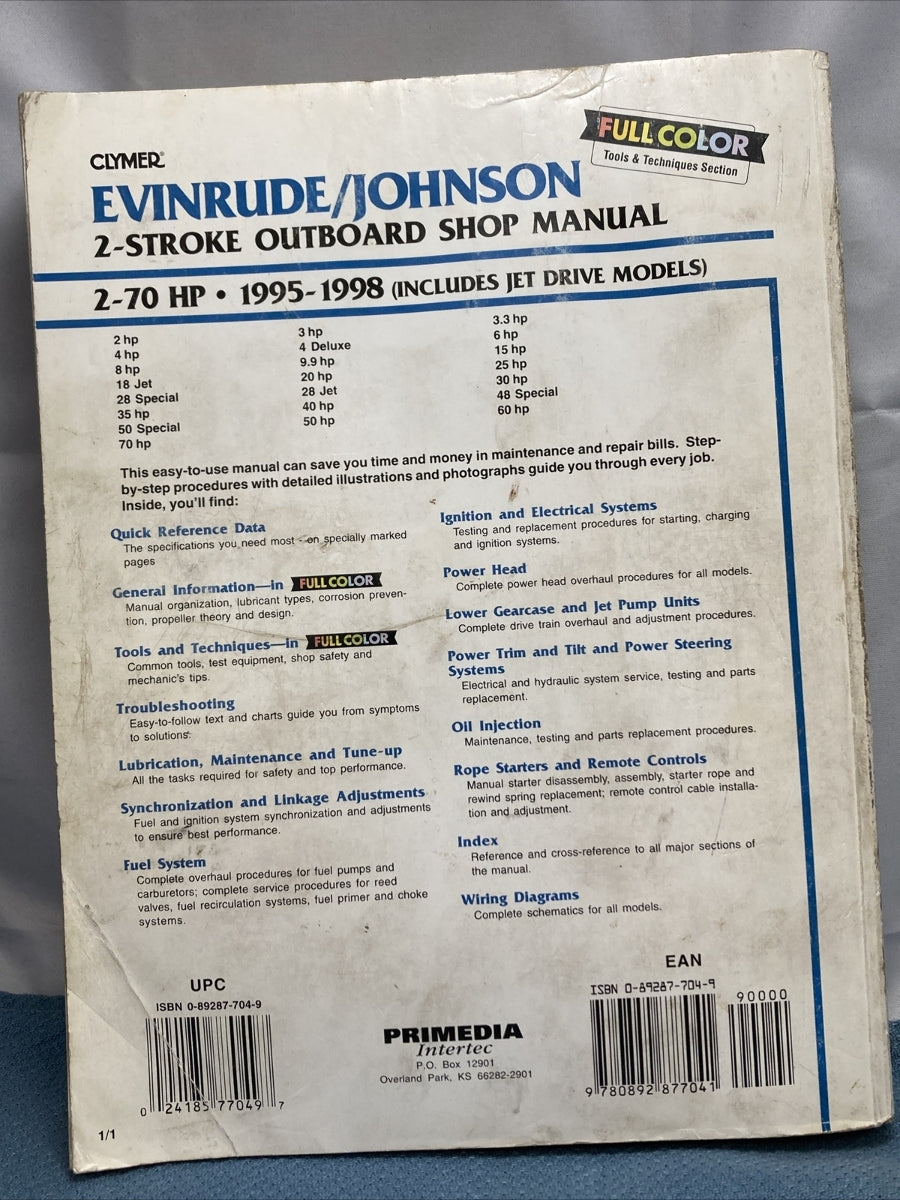 FULL COLOR
Tools & Techniques Section
CLYMER®
EVINRUDE/JOHNSON
2-STROKE OUTBOARD SHOP MANUAL
2-70 HP • 1995-1998 (INCLUDES JET DRIVE MODELS)
2 hp
4 hp
8 hp
18 Jet
28 Special
35 hp
50 Special
70 hp
3 hp
4 Deluxe
9.9 hp
20 hp
28 Jet
40 hp
50 hp
3.3 hp
6 hp
15 hp
25 hp
30 hp
48 Special
60 hp
This easy-to-use manual can save you time and money in maintenance and repair bills. Step-
by-step procedures with detailed illustrations and photographs guide you through every job.
Inside, you'll find:
Quick Reference Data
The specifications you need most - on specially marked
pages
General Information—in FULL COLOR
Manual organization, lubricant types, corrosion preven-
tion, propeller theory and design.
Tools and Techniques—in FULL COLOR
Common tools, test equipment, shop safety and
mechanic's tips.
Troubleshooting
Easy-to-follow text and charts guide you from symptoms
to solutions.
Lubrication, Maintenance and Tune-up
All the tasks required for safety and top performance.
Synchronization and Linkage Adjustments
Fuel and ignition system synchronization and adjustments
to ensure best performance.
Fuel System
Complete overhaul procedures for fuel pumps and
carburetors; complete service procedures for reed
valves, fuel recirculation systems, fuel primer and choke
systems.
Ignition and Electrical Systems
Testing and replacement procedures for starting, charging
and ignition systems.
Power Head
Complete power head overhaul procedures for all models.
Lower Gearcase and Jet Pump Units
Complete drive train overhaul and adjustment procedures.
Power Trim and Tilt and Power Steering
Systems
Electrical and hydraulic system service, testing and parts
replacement.
Oil Injection
Maintenance, testing and parts replacement procedures.
Rope Starters and Remote Controls
Manual starter disassembly, assembly, starter rope and
rewind spring replacement; remote control cable installa-
tion and adjustment.
Index
Reference and cross-reference to all major sections of
the manual.
Wiring Diagrams
Complete schematics for all models.
UPC
ISBN 0-89287-704-9
0 24185 77049 7
PRIMEDIA
Intertec
P.O. Box 12901
Overland Park, KS 66282-2901
EAN
ISBN 0-89287-704-9
90000
9 780892 877041
1/1